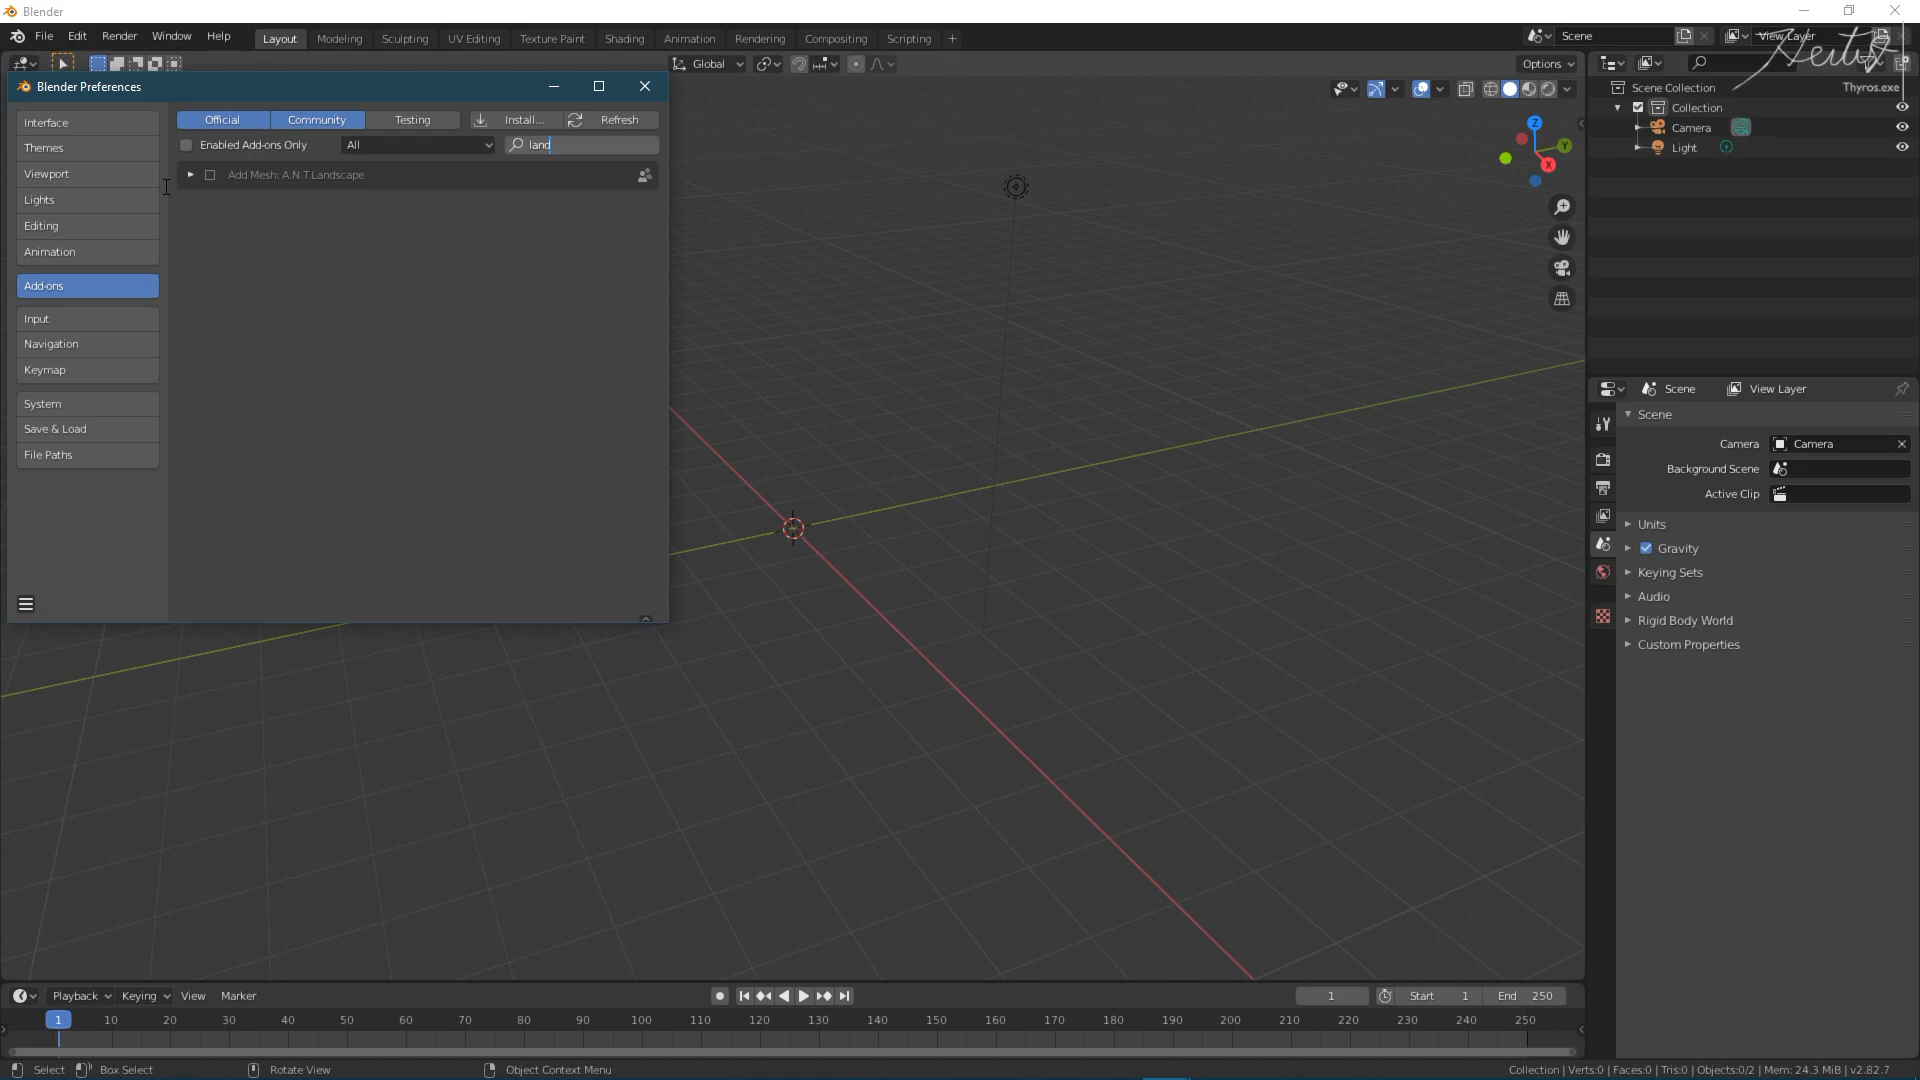 Blender
File Edit Render Window Help
Layout Modeling Sculpting UV Editing Texture Paint Shading Animation Rendering Compositing Scripting +
Scene
View Layer
Global
Options
Blender Preferences
Interface
Themes
Viewport
Lights
Editing
Animation
Add-ons
Input
Navigation
Keymap
System
Save & Load
File Paths
Official Community Testing Install... Refresh
Enabled Add-ons Only All land
Add Mesh: A.N.T.Landscape
Z
Y
X
Scene Collection
Thyros.exe
Collection
Camera
Light
Scene View Layer
Scene
Camera Camera
Background Scene
Active Clip
Units
Gravity
Keying Sets
Audio
Rigid Body World
Custom Properties
Playback Keying View Marker
1 Start 1 End 250
1 10 20 30 40 50 60 70 80 90 100 110 120 130 140 150 160 170 180 190 200 210 220 230 240 250
Select Box Select Rotate View Object Context Menu
Collection | Verts:0 | Faces:0 | Tris:0 | Objects:0/2 | Mem: 24.3 MiB | v2.82.7